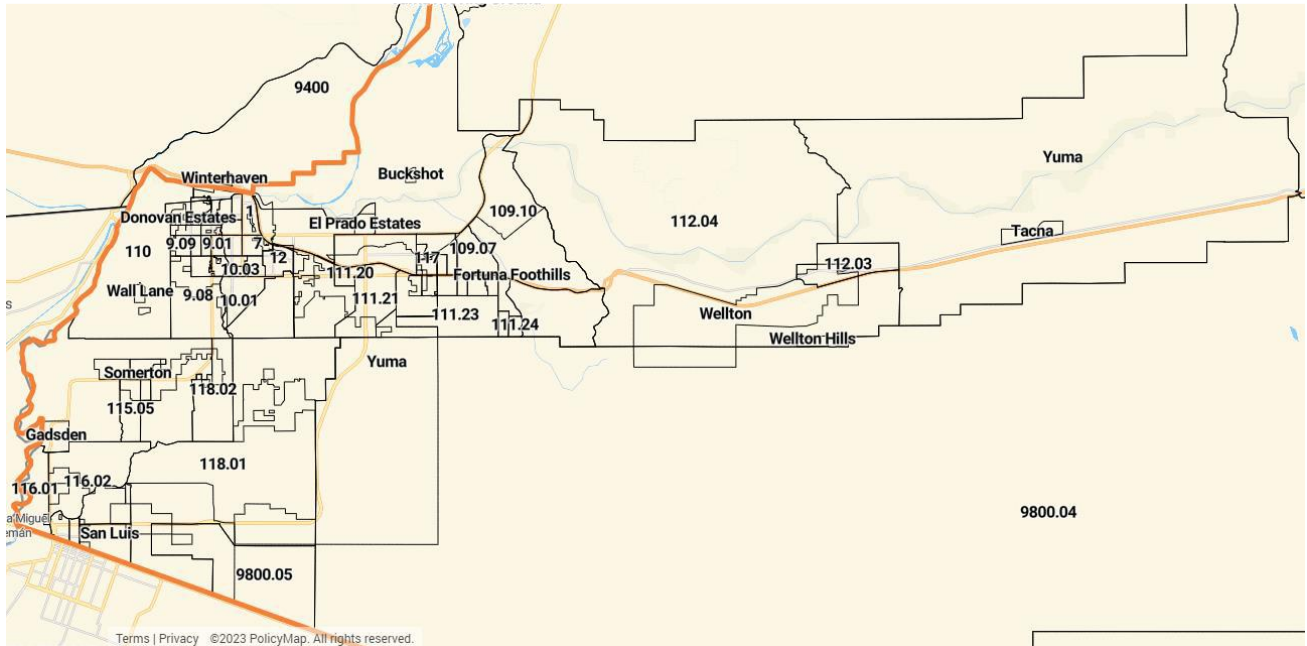 9400
Winterhaven
Buckshot
Yuma
Donovan Estates
El Prado Estates
109.10
112.04
Tacna
9.09
9.01
7
110
12
117
109.07
10.03
111.20
Fortuna Foothills
112.03
Wall Lane
9.08
10.01
111.21
111.23
111.24
Wellton
Wellton Hills
Yuma
Somerton
118.02
115.05
Gadsden
118.01
116.02
116.01
9800.04
a Miguel
emán
San Luis
9800.05
Terms | Privacy ©2023 PolicyMap. All rights reserved.